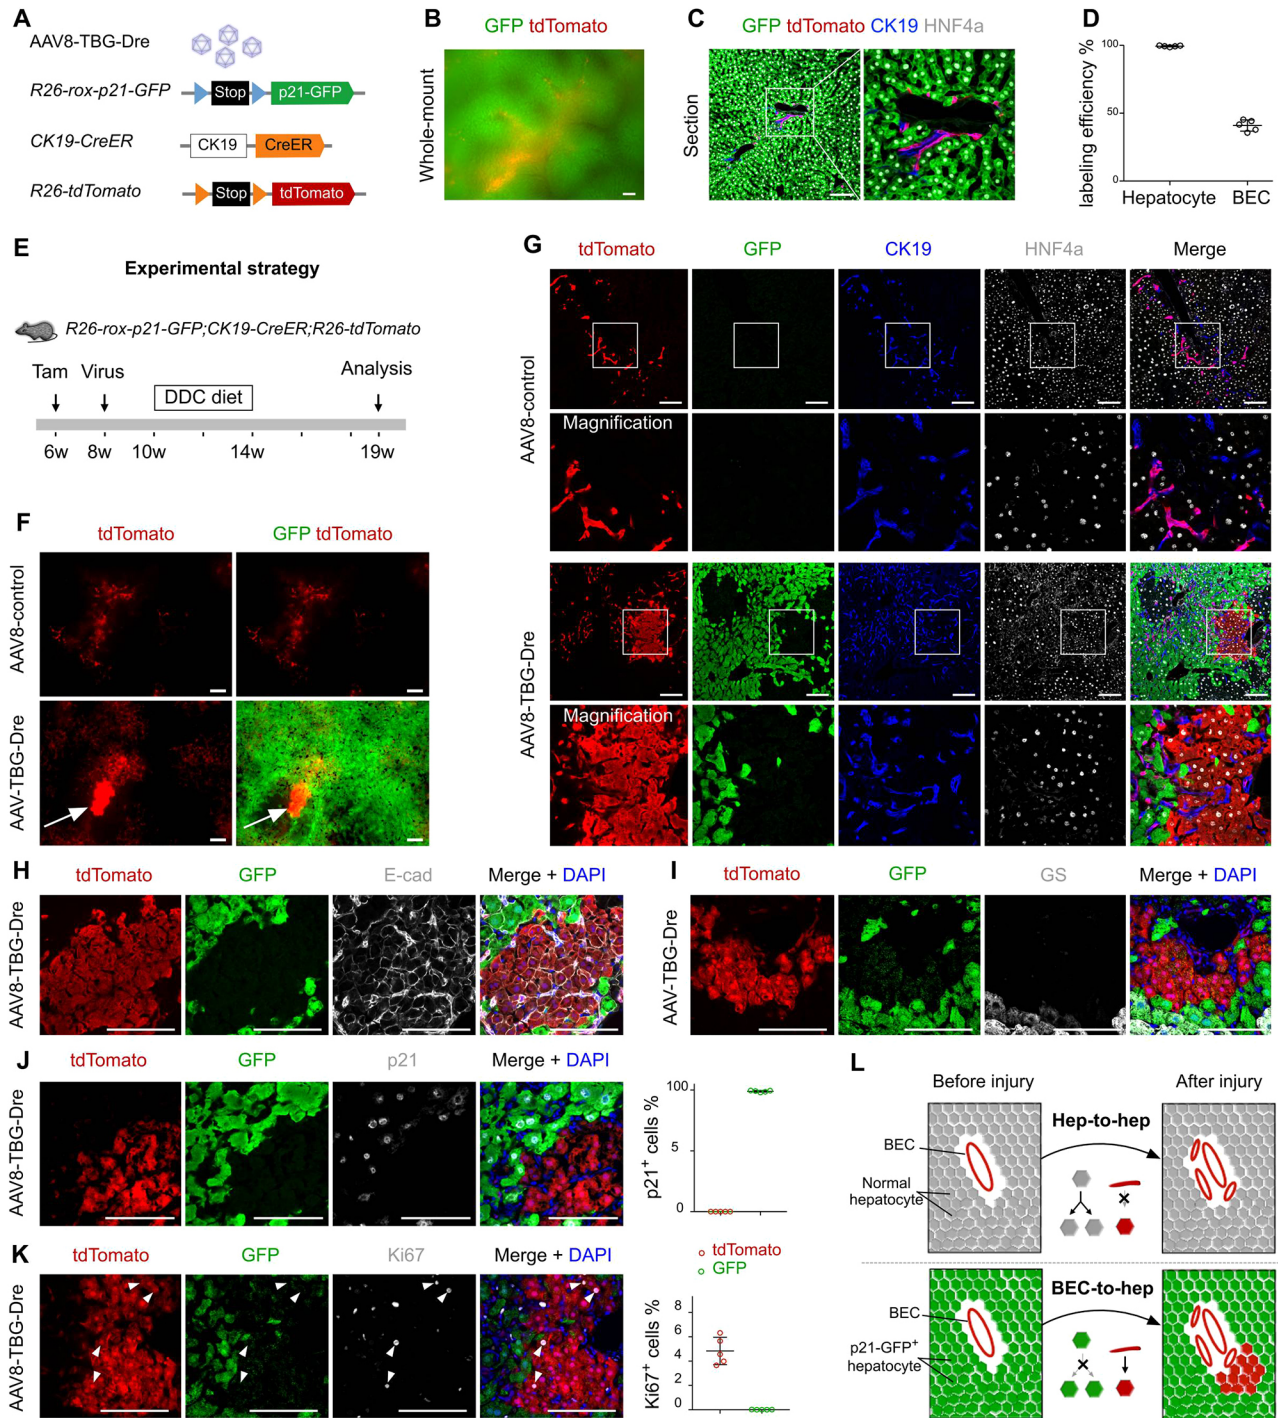 A
AAV8-TBG-Dre
R26-rox-p21-GFP
Stop
p21-GFP
CK19-CreER
CK19
CreER
R26-tdTomato
Stop
tdTomato
B
GFP tdTomato
Whole-mount
C
GFP tdTomato CK19 HNF4a
Section
D
labeling efficiency %
100
50
0
Hepatocyte BEC
E
Experimental strategy
R26-rox-p21-GFP;CK19-CreER;R26-tdTomato
Tam Virus Analysis
DDC diet
6w 8w 10w 14w 19w
F
tdTomato
GFP tdTomato
AAV8-control
AAV-TBG-Dre
G
tdTomato
GFP
CK19
HNF4a
Merge
AAV8-control
Magnification
AAV8-TBG-Dre
Magnification
H
tdTomato
GFP
E-cad
Merge + DAPI
AAV8-TBG-Dre
I
tdTomato
GFP
GS
Merge + DAPI
AAV-TBG-Dre
J
tdTomato
GFP
p21
Merge + DAPI
AAV8-TBG-Dre
p21+ cells %
100
5
0
K
tdTomato
GFP
Ki67
Merge + DAPI
AAV8-TBG-Dre
tdTomato
GFP
Ki67+ cells %
8
6
4
2
0
L
Before injury
After injury
Hep-to-hep
BEC
Normal
hepatocyte
BEC-to-hep
BEC
p21-GFP+
hepatocyte